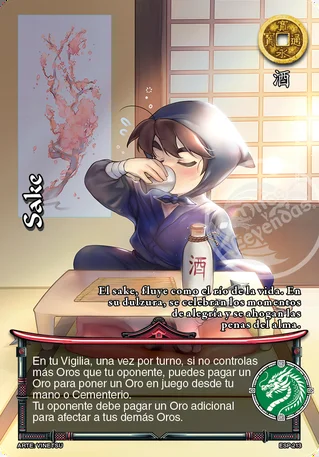 酒
Sake
酒
El sake, fluye como el río de la vida. En
su dulzura, se celebran los momentos
de alegría y se ahogan las
penas del alma.
En tu Vigilia, una vez por turno, si no controlas
más Oros que tu oponente, puedes pagar un
Oro para poner un Oro en juego desde tu
mano o Cementerio.
Tu oponente debe pagar un Oro adicional
para afectar a tus demás Oros.